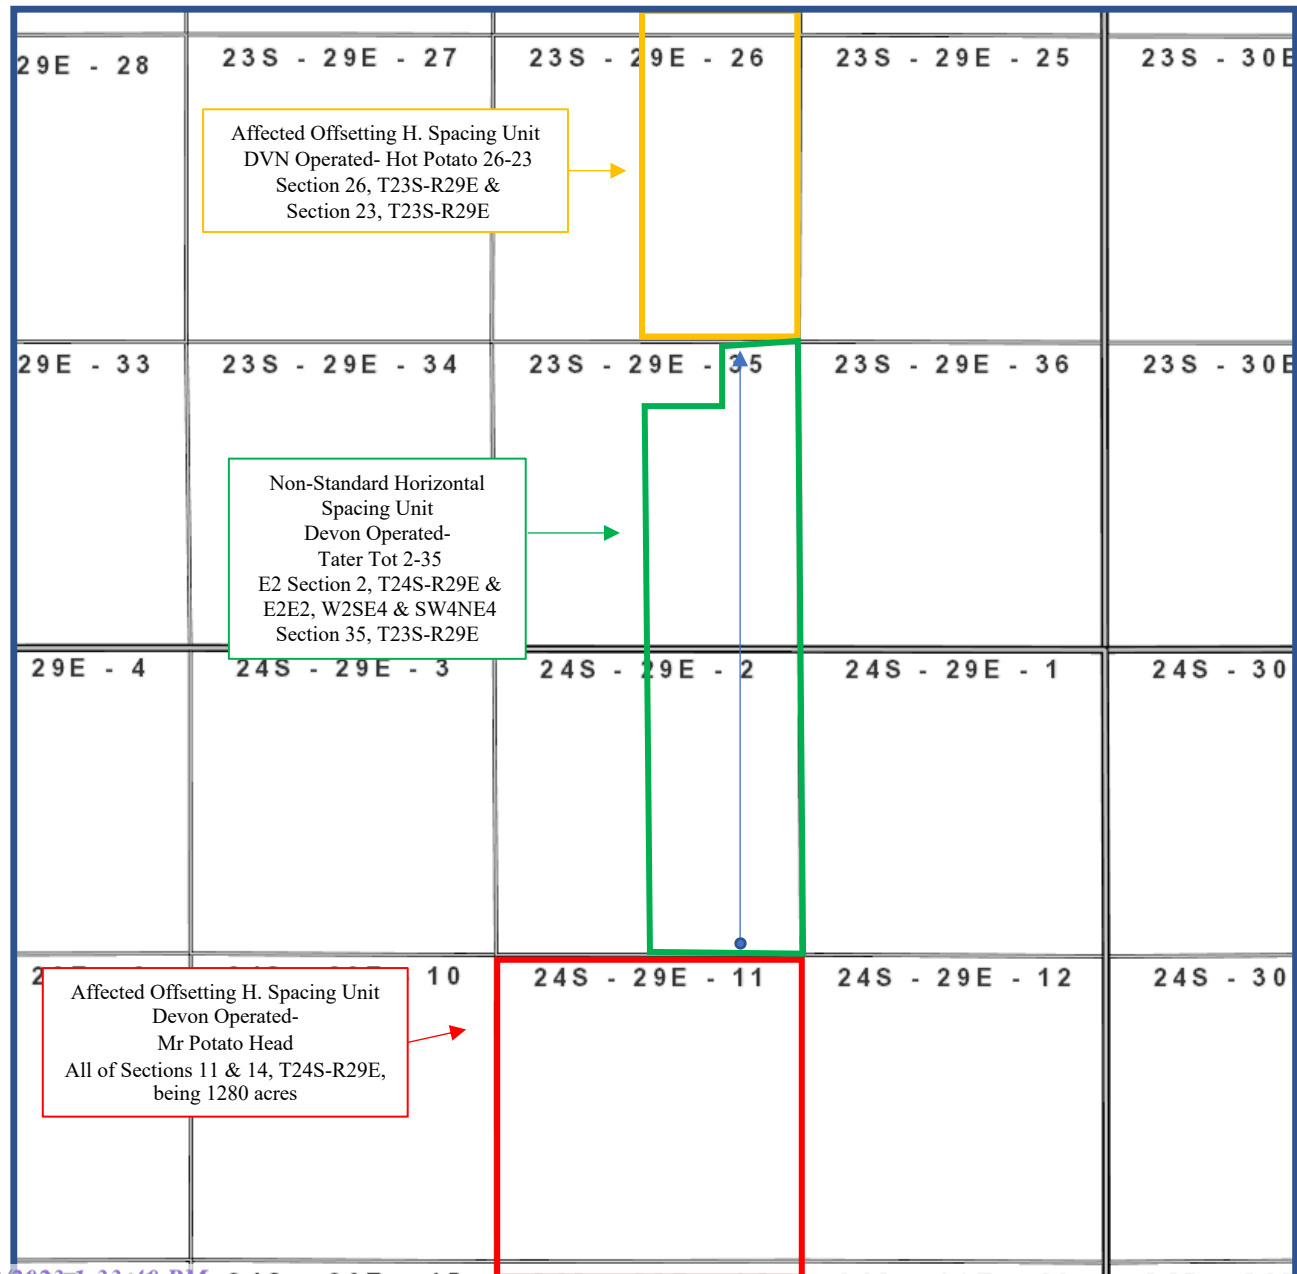 29E - 28
23S - 29E - 27
23S - 29E - 26
23S - 29E - 25
23S - 30E
Affected Offsetting H. Spacing Unit
DVN Operated- Hot Potato 26-23
Section 26, T23S-R29E &
Section 23, T23S-R29E
29E - 33
23S - 29E - 34
23S - 29E - 35
23S - 29E - 36
23S - 30E
Non-Standard Horizontal
Spacing Unit
Devon Operated-
Tater Tot 2-35
E2 Section 2, T24S-R29E &
E2E2, W2SE4 & SW4NE4
Section 35, T23S-R29E
29E - 4
24S - 29E - 3
24S - 29E - 2
24S - 29E - 1
24S - 30
10
24S - 29E - 11
24S - 29E - 12
24S - 30
Affected Offsetting H. Spacing Unit
Devon Operated-
Mr Potato Head
All of Sections 11 & 14, T24S-R29E,
being 1280 acres